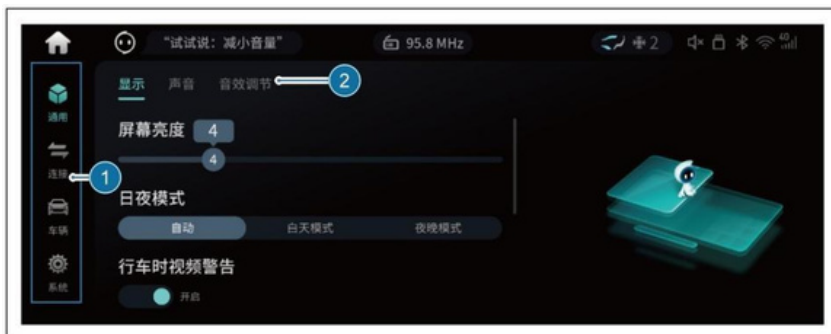 “试试说：减小音量”
95.8 MHz
2
4G
显示 声音 音效调节
2
通用
屏幕亮度 4
4
连接
1
日夜模式
车辆
自动 白天模式 夜晚模式
行车时视频警告
系统
开启